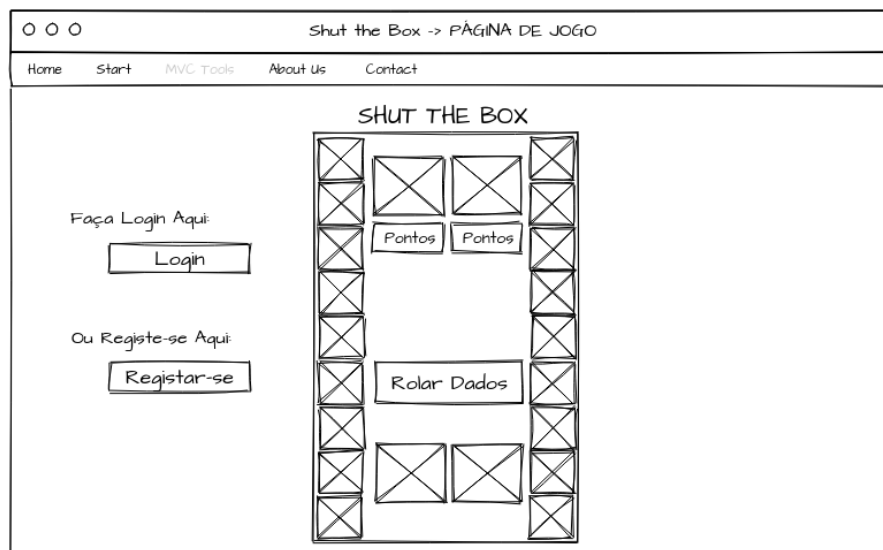 Shut the Box -> PÁGINA DE JOGO
Home Start MVC Tools About Us Contact
SHUT THE BOX
Faça Login Aqui:
Login
Ou Registe-se Aqui:
Registar-se
Pontos Pontos
Rolar Dados